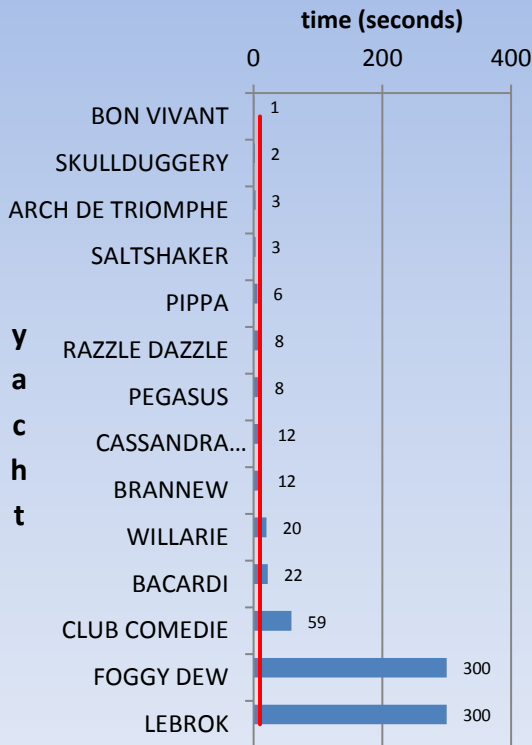 time (seconds)
0 200 400
BON VIVANT 1
SKULLDUGGERY 2
ARCH DE TRIOMPHE 3
SALTSHAKER 3
PIPPA 6
RAZZLE DAZZLE 8
PEGASUS 8
CASSANDRA... 12
BRANNEW 12
WILLARIE 20
BACARDI 22
CLUB COMEDIE 59
FOGGY DEW 300
LEBROK 300
yacht